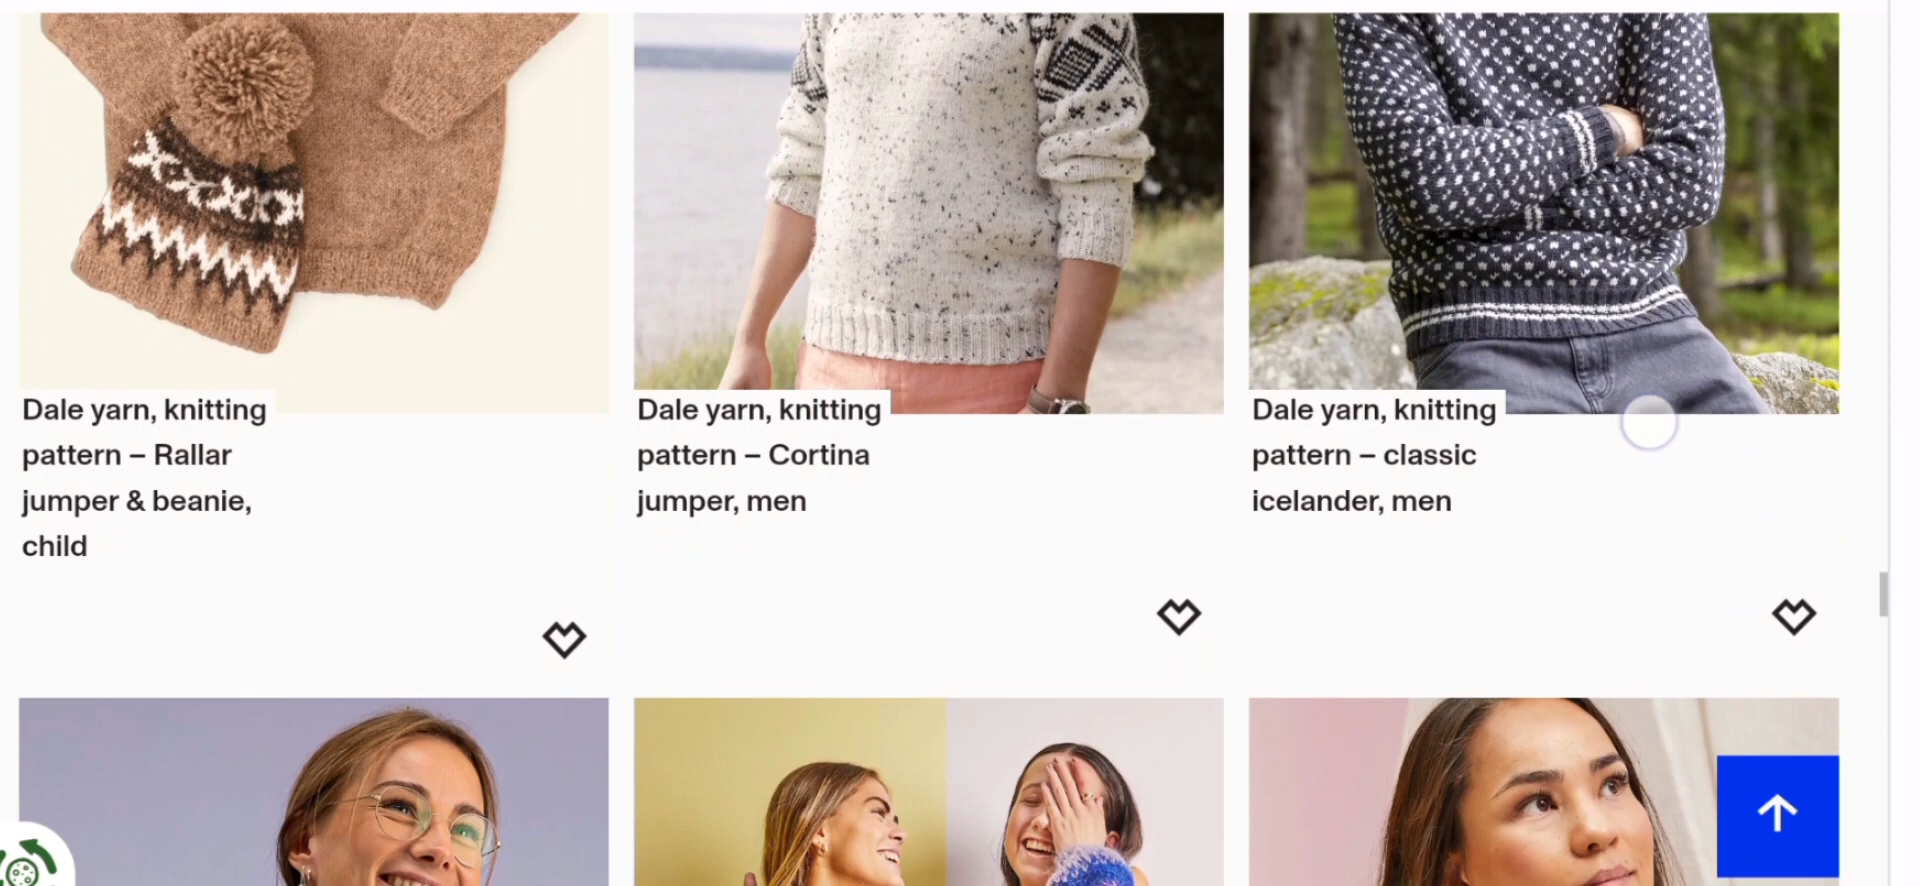 Dale yarn, knitting
pattern – Rallar
jumper & beanie,
child
Dale yarn, knitting
pattern – Cortina
jumper, men
Dale yarn, knitting
pattern – classic
icelander, men